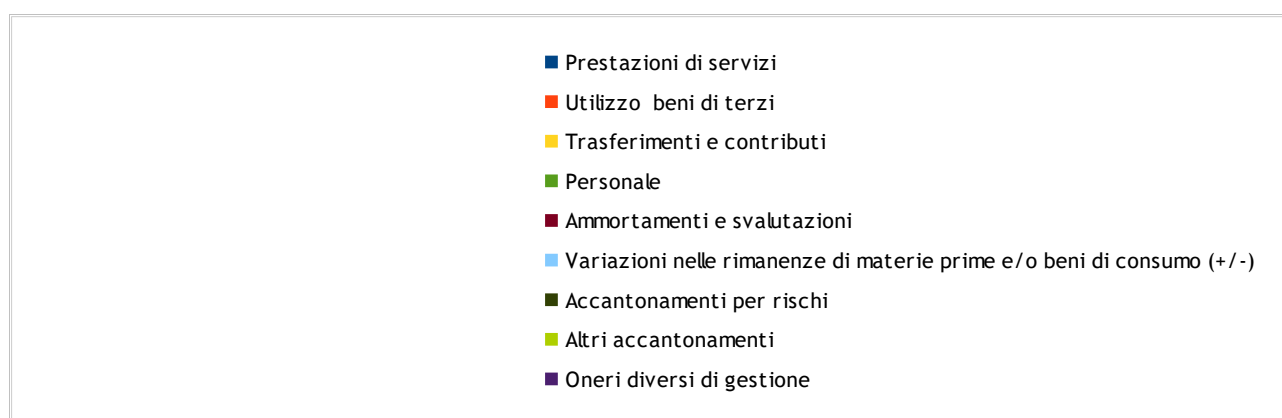 Prestazioni di servizi
Utilizzo beni di terzi
Trasferimenti e contributi
Personale
Ammortamenti e svalutazioni
Variazioni nelle rimanenze di materie prime e/o beni di consumo (+/-)
Accantonamenti per rischi
Altri accantonamenti
Oneri diversi di gestione